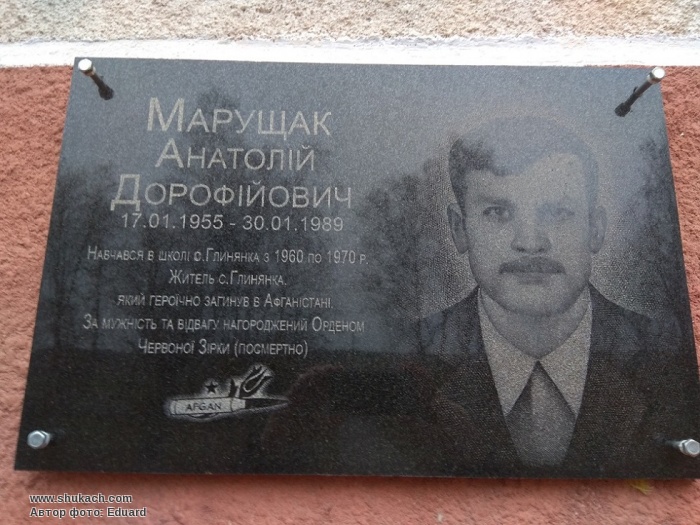 Марущак
Анатолій
Дорофійович
17.01.1955 - 30.01.1989
Навчався в школі с.Глинянка з 1960 по 1970 р.
Житель с.Глинянка.
який героїчно загинув в Афганістані.
За мужність та відвагу нагороджений Орденом
Червоної Зірки (посмертно)
AFGAN
www.shukach.com
Автор фото: Eduard